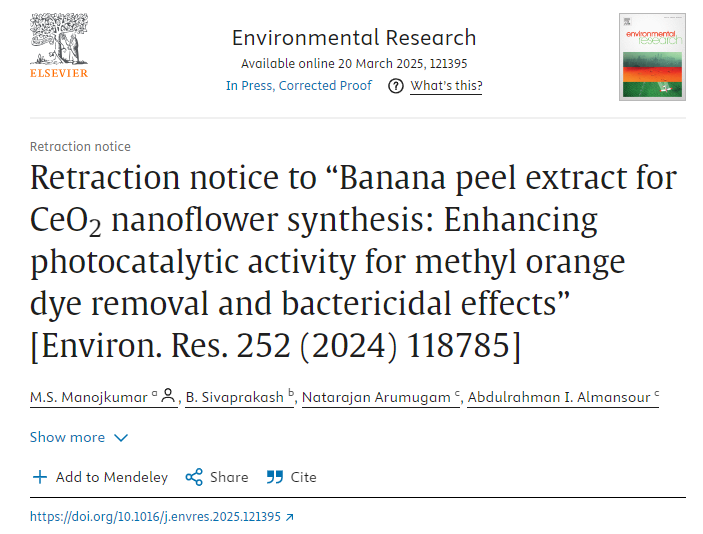 ELSEVIER
Environmental Research
Available online 20 March 2025, 121395
In Press, Corrected Proof What's this?
environmental
research
Retraction notice
Retraction notice to “Banana peel extract for
CeO2 nanoflower synthesis: Enhancing
photocatalytic activity for methyl orange
dye removal and bactericidal effects”
[Environ. Res. 252 (2024) 118785]
M.S. Manojkumar a, B. Sivaprakash b, Natarajan Arumugam c, Abdulrahman I. Almansour c
Show more
Add to Mendeley Share Cite
https://doi.org/10.1016/j.envres.2025.121395